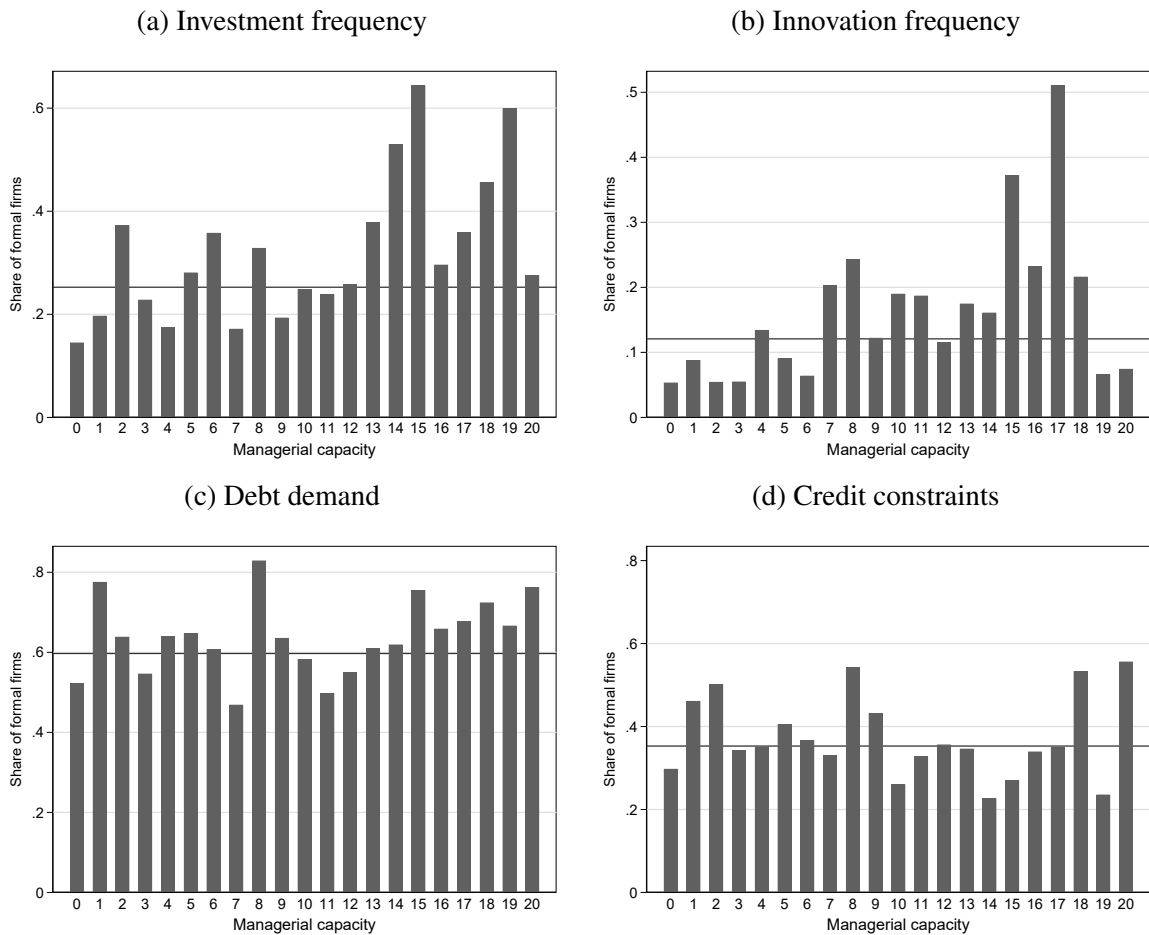 (a) Investment frequency
Share of formal firms
.6
.4
.2
0
0 1 2 3 4 5 6 7 8 9 10 11 12 13 14 15 16 17 18 19 20
Managerial capacity
(b) Innovation frequency
Share of formal firms
.5
.4
.3
.2
.1
0
0 1 2 3 4 5 6 7 8 9 10 11 12 13 14 15 16 17 18 19 20
Managerial capacity
(c) Debt demand
Share of formal firms
.8
.6
.4
.2
0
0 1 2 3 4 5 6 7 8 9 10 11 12 13 14 15 16 17 18 19 20
Managerial capacity
(d) Credit constraints
Share of formal firms
.8
.6
.4
.2
0
0 1 2 3 4 5 6 7 8 9 10 11 12 13 14 15 16 17 18 19 20
Managerial capacity